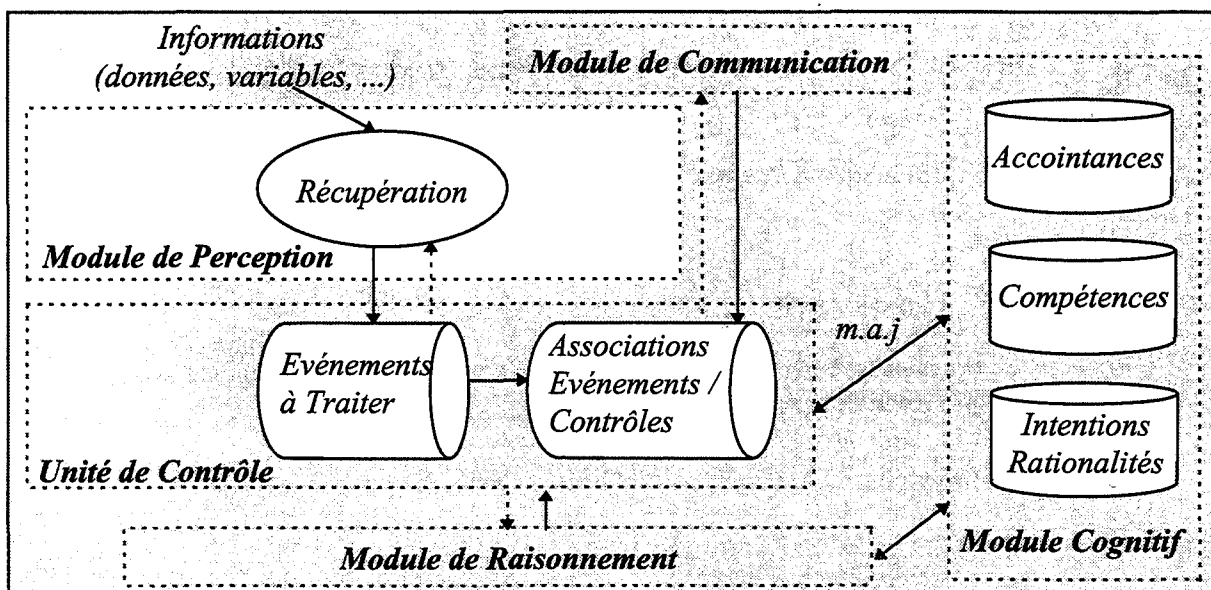 Informations
(données, variables, ...)
Module de Communication
Récupération
Module de Perception
Accointances
Compétences
Intentions
Rationalités
Module Cognitif
m.a.j
Evénements
à Traiter
Associations
Evénements /
Contrôles
Unité de Contrôle
Module de Raisonnement